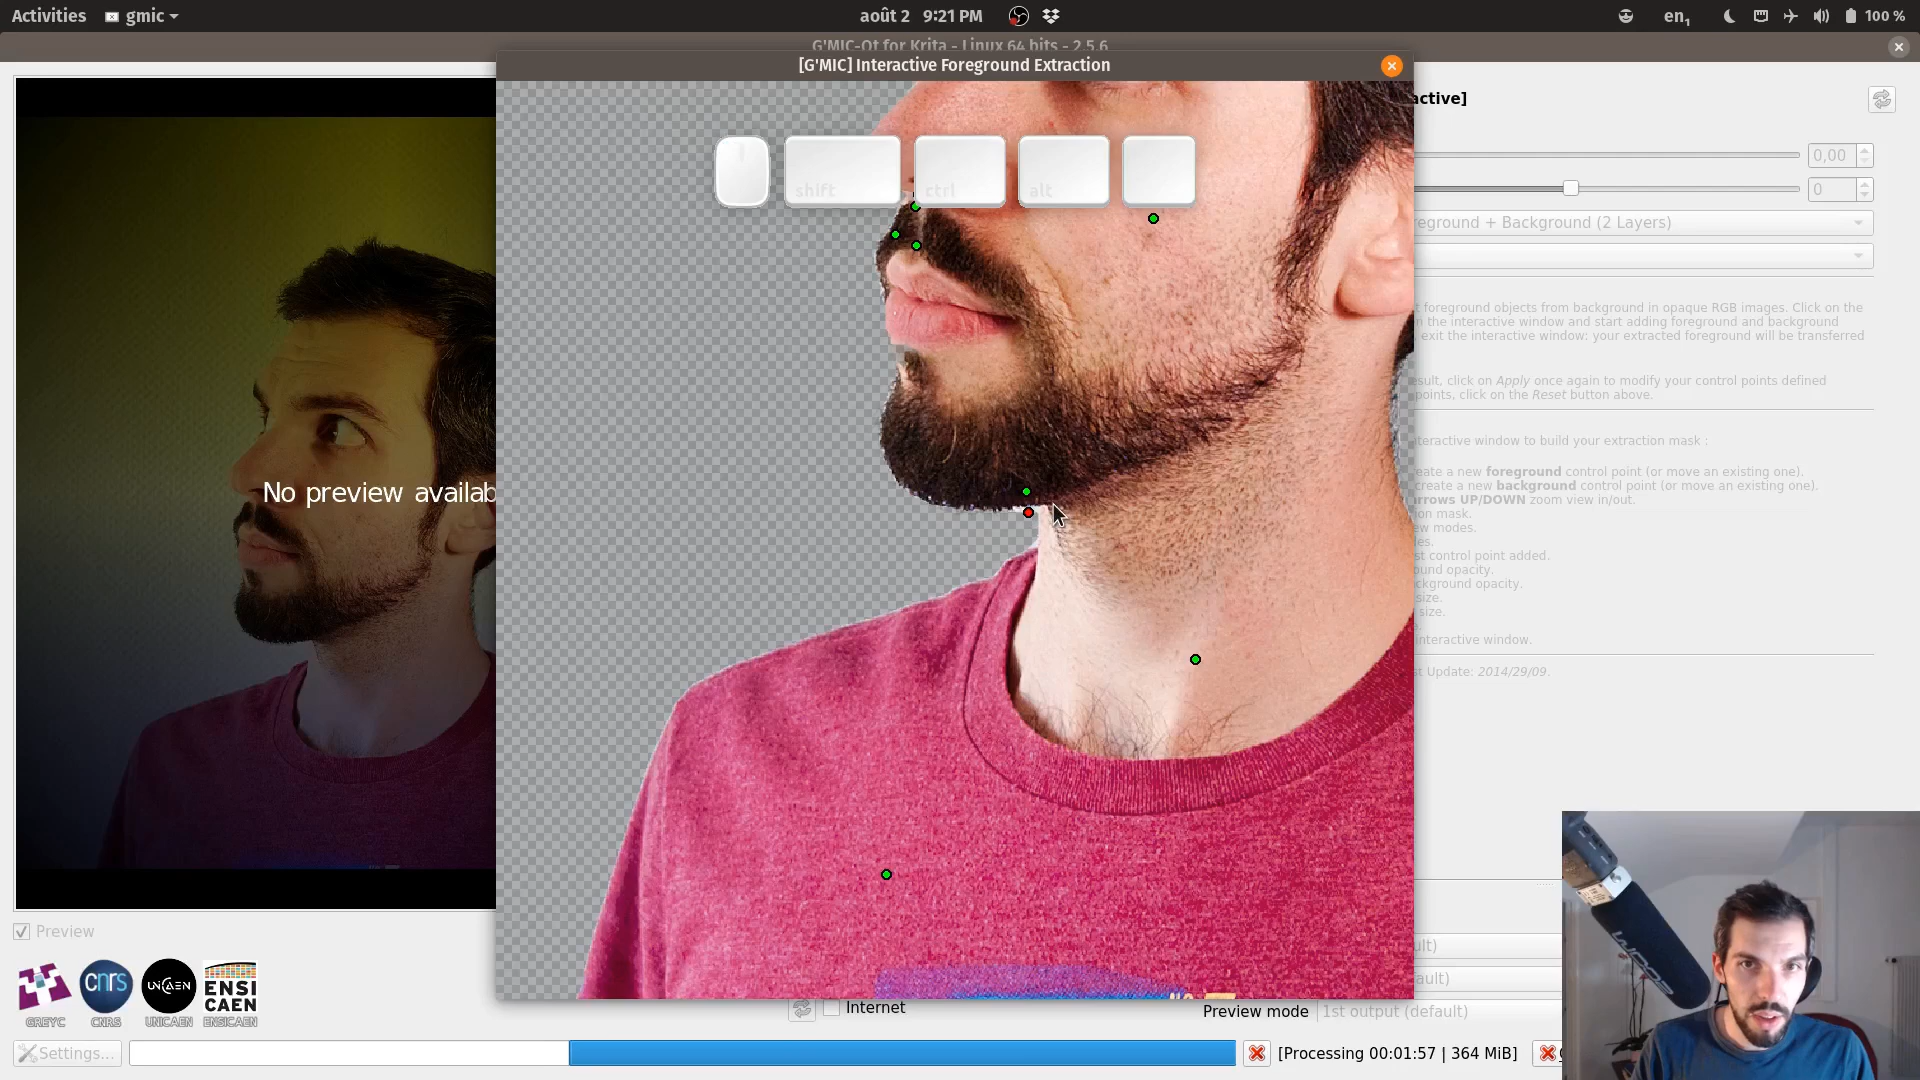 Activities
gmic
août 2 9:21 PM
en1
100 %
G'MIC-Qt for Krita - Linux 64 bits - 2.5.6
[G'MIC] Interactive Foreground Extraction
active]
shift
ctrl
alt
0,00
0
reground + Background (2 Layers)
t foreground objects from background in opaque RGB images. Click on the
n the interactive window and start adding foreground and background
exit the interactive window: your extracted foreground will be transferred
esult, click on Apply once again to modify your control points defined
points, click on the Reset button above.
nteractive window to build your extraction mask :
eate a new foreground control point (or move an existing one).
create a new background control point (or move an existing one).
arrows UP/DOWN zoom view in/out.
ion mask.
ew modes.
les.
st control point added.
ound opacity.
ckground opacity.
size.
size.
interactive window.
st Update: 2014/29/09.
No preview availab
Preview
cnrs
UNICAEN
ENSI
CAEN
GREYC
CNRS
UNICAEN
ENSICAEN
ult)
ault)
Internet
Preview mode
1st output (default)
Settings...
[Processing 00:01:57 | 364 MiB]